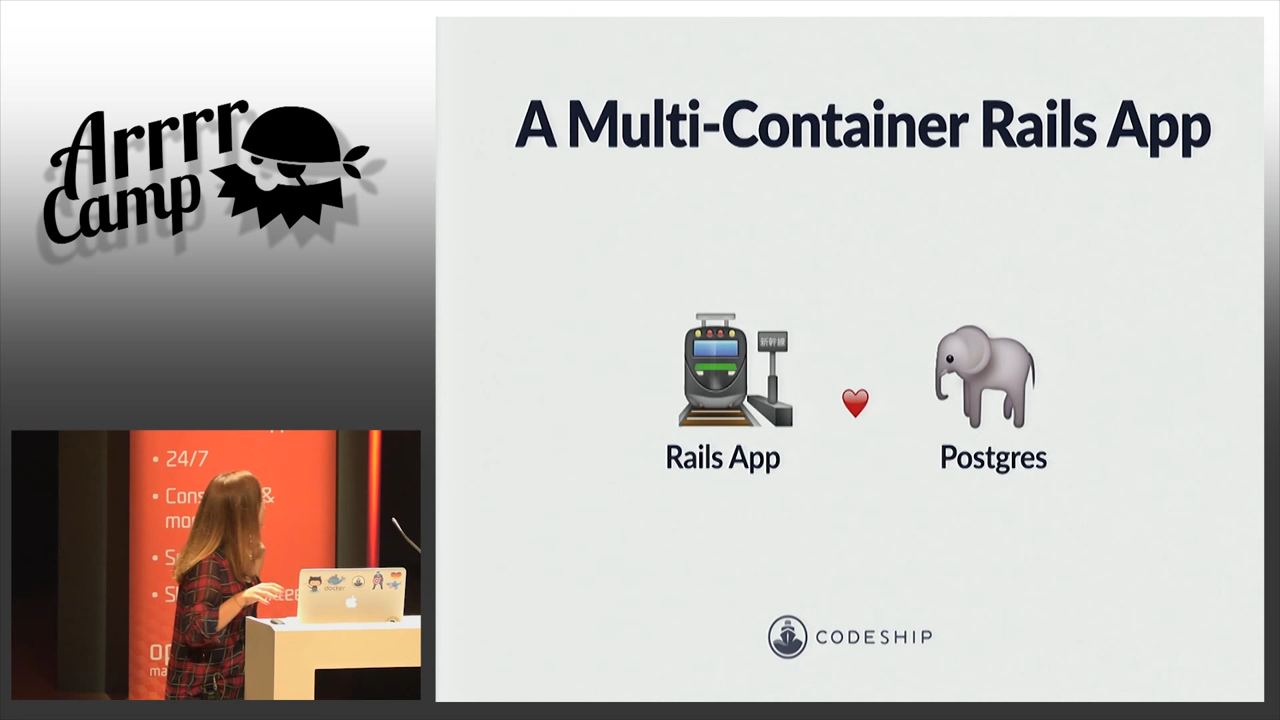 Arrrr
Camp
A Multi-Container Rails App
新幹線
Rails App
Postgres
CODESHIP
• 24/7
&
docker